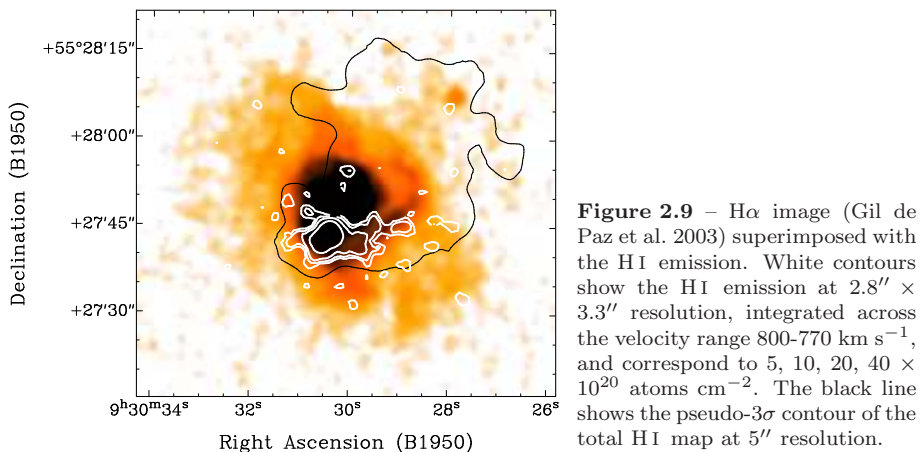 +55°28′15″
+28′00″
+27′45″
+27′30″
Declination (B1950)
9ʰ30ᵐ34ˢ 32ˢ 30ˢ 28ˢ 26ˢ
Right Ascension (B1950)
Figure 2.9 – Hα image (Gil de
Paz et al. 2003) superimposed with
the H I emission. White contours
show the H I emission at 2.8′′ ×
3.3′′ resolution, integrated across
the velocity range 800-770 km s⁻¹,
and correspond to 5, 10, 20, 40 ×
10²⁰ atoms cm⁻². The black line
shows the pseudo-3σ contour of the
total H I map at 5′′ resolution.